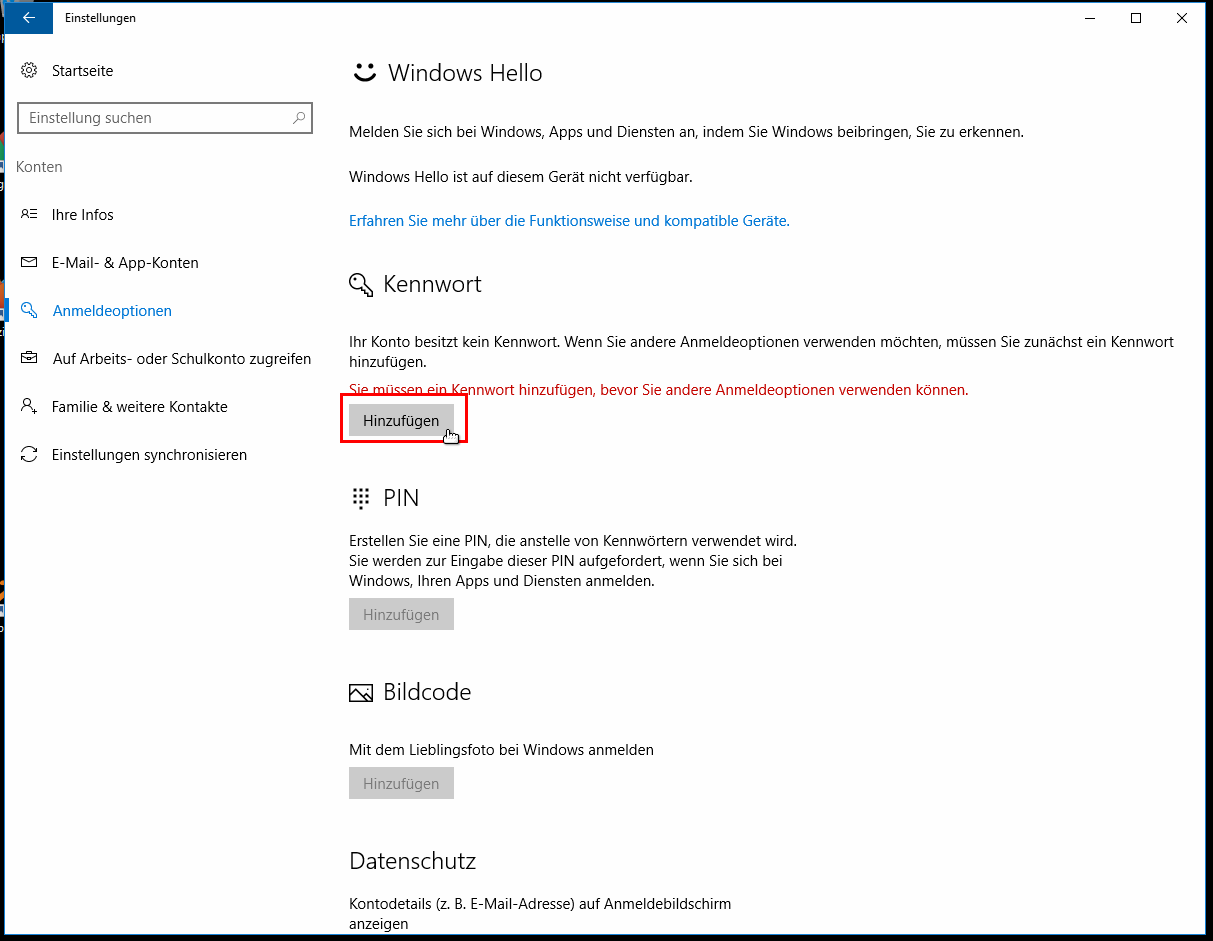 Einstellungen
Startseite
Einstellung suchen
Konten
Ihre Infos
E-Mail- & App-Konten
Anmeldeoptionen
Auf Arbeits- oder Schulkonto zugreifen
Familie & weitere Kontakte
Einstellungen synchronisieren
Windows Hello
Melden Sie sich bei Windows, Apps und Diensten an, indem Sie Windows beibringen, Sie zu erkennen.
Windows Hello ist auf diesem Gerät nicht verfügbar.
Erfahren Sie mehr über die Funktionsweise und kompatible Geräte.
Kennwort
Ihr Konto besitzt kein Kennwort. Wenn Sie andere Anmeldeoptionen verwenden möchten, müssen Sie zunächst ein Kennwort
hinzufügen.
Sie müssen ein Kennwort hinzufügen, bevor Sie andere Anmeldeoptionen verwenden können.
Hinzufügen
PIN
Erstellen Sie eine PIN, die anstelle von Kennwörtern verwendet wird.
Sie werden zur Eingabe dieser PIN aufgefordert, wenn Sie sich bei
Windows, Ihren Apps und Diensten anmelden.
Hinzufügen
Bildcode
Mit dem Lieblingsfoto bei Windows anmelden
Hinzufügen
Datenschutz
Kontodetails (z. B. E-Mail-Adresse) auf Anmeldebildschirm
anzeigen